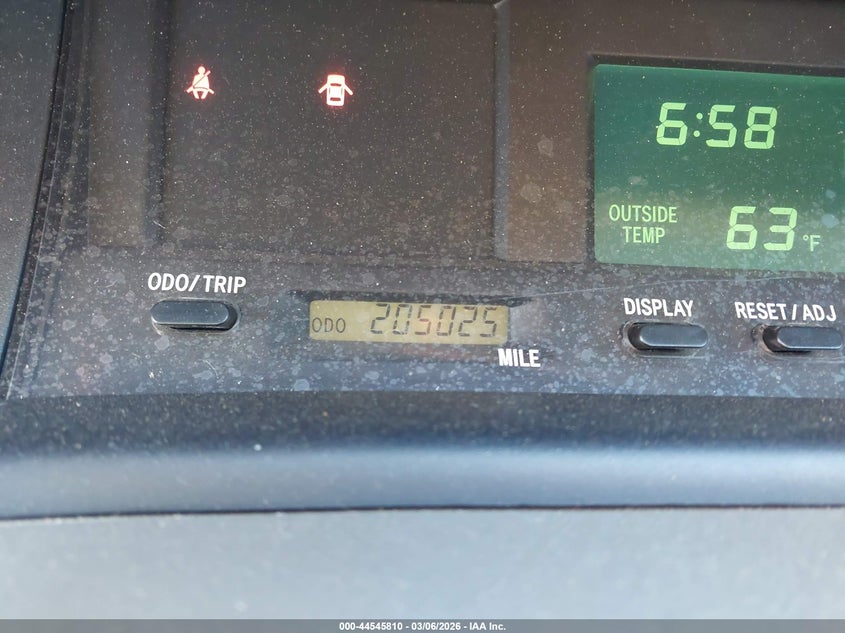 6:58
OUTSIDE
TEMP
63°F
ODO/TRIP
ODO 205025
MILE
DISPLAY
RESET/ADJ
000-44545810 - 03/06/2026 - IAA Inc.